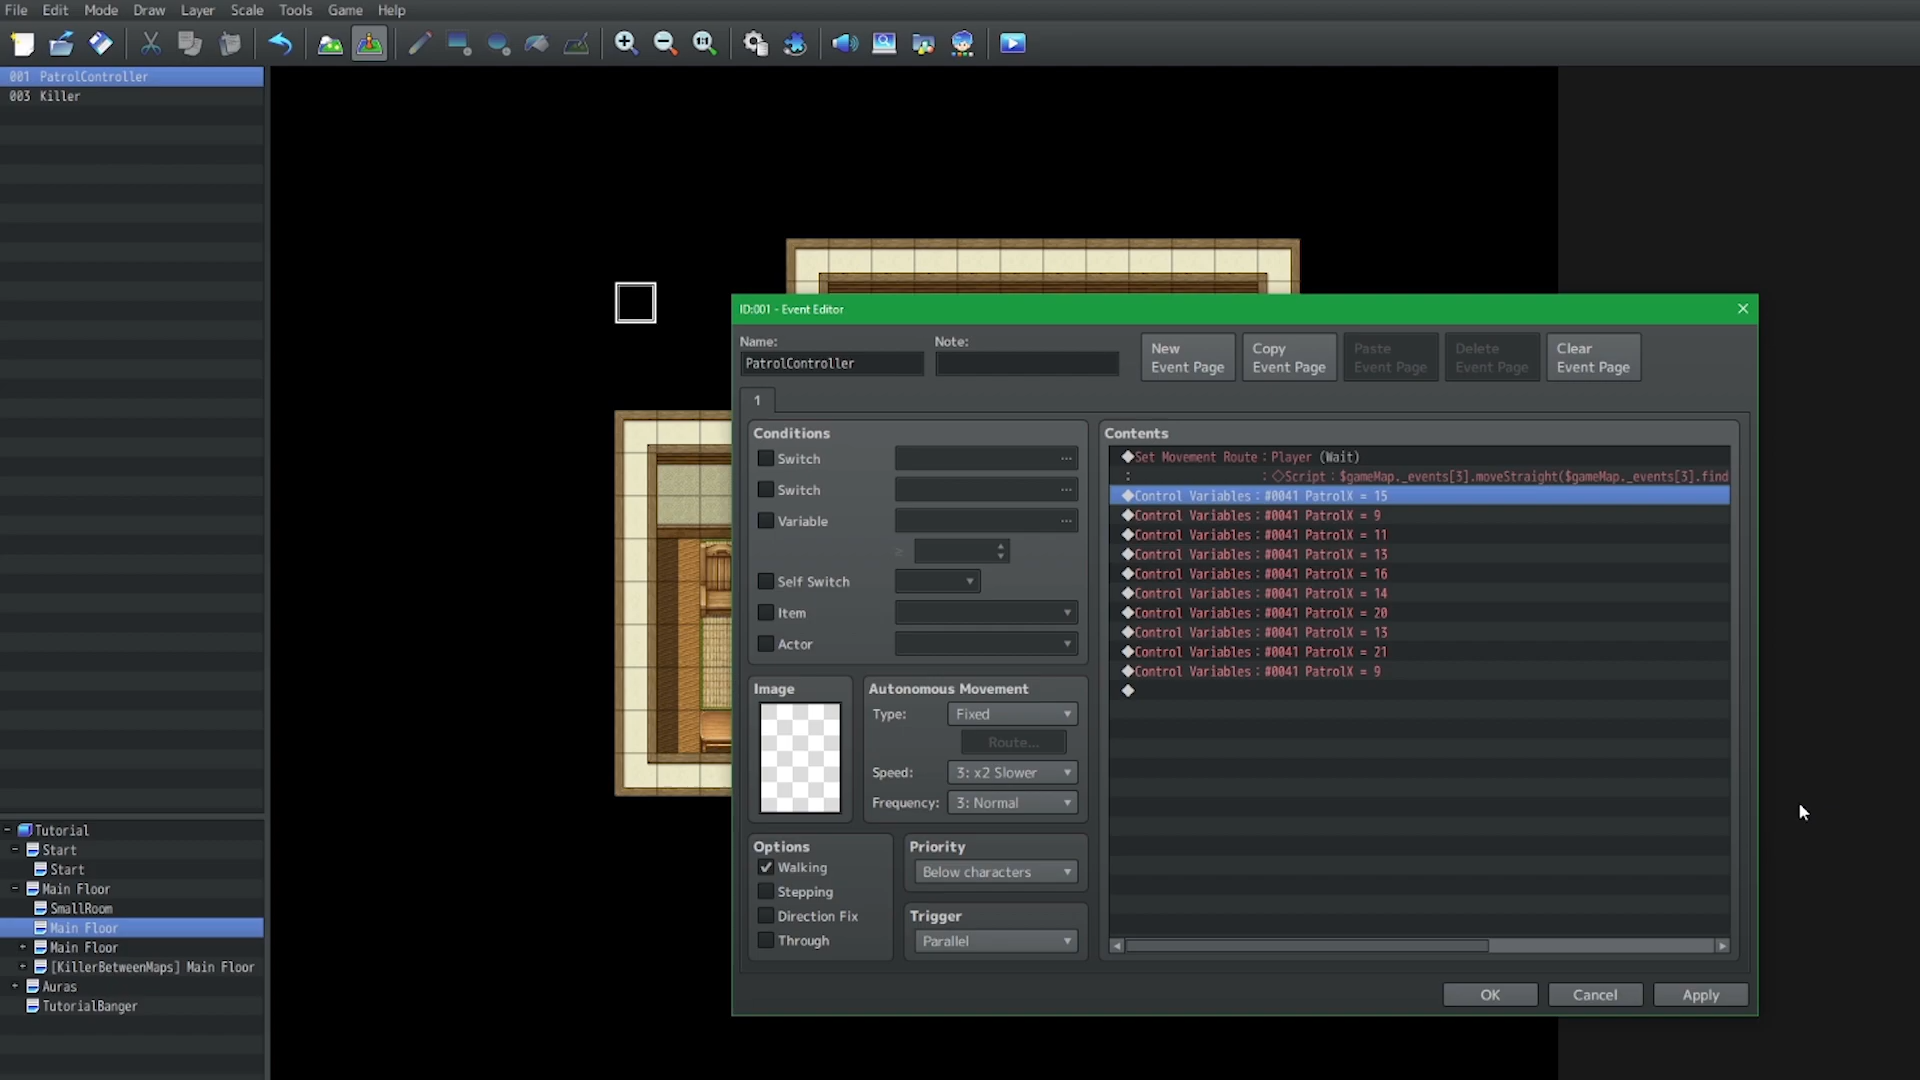 File Edit Mode Draw Layer Scale Tools Game Help
001 PatrolController
003 Killer
ID:001 - Event Editor
Name:
Note:
PatrolController
New Event Page
Copy Event Page
Paste Event Page
Delete Event Page
Clear Event Page
1
Conditions
Switch ...
Switch ...
Variable ...
≥
Self Switch
Item
Actor
Image
Autonomous Movement
Type: Fixed
Route...
Speed: 3: x2 Slower
Frequency: 3: Normal
Options
Walking
Stepping
Direction Fix
Through
Priority
Below characters
Trigger
Parallel
Contents
◆Set Movement Route : Player (Wait)
: : ◇Script : $gameMap._events[3].moveStraight($gameMap._events[3].find
◆Control Variables : #0041 PatrolX = 15
◆Control Variables : #0041 PatrolX = 9
◆Control Variables : #0041 PatrolX = 11
◆Control Variables : #0041 PatrolX = 13
◆Control Variables : #0041 PatrolX = 16
◆Control Variables : #0041 PatrolX = 14
◆Control Variables : #0041 PatrolX = 20
◆Control Variables : #0041 PatrolX = 13
◆Control Variables : #0041 PatrolX = 21
◆Control Variables : #0041 PatrolX = 9
◆
OK Cancel Apply
Tutorial
Start
Start
Main Floor
SmallRoom
Main Floor
Main Floor
[KillerBetweenMaps] Main Floor
Auras
TutorialBanger